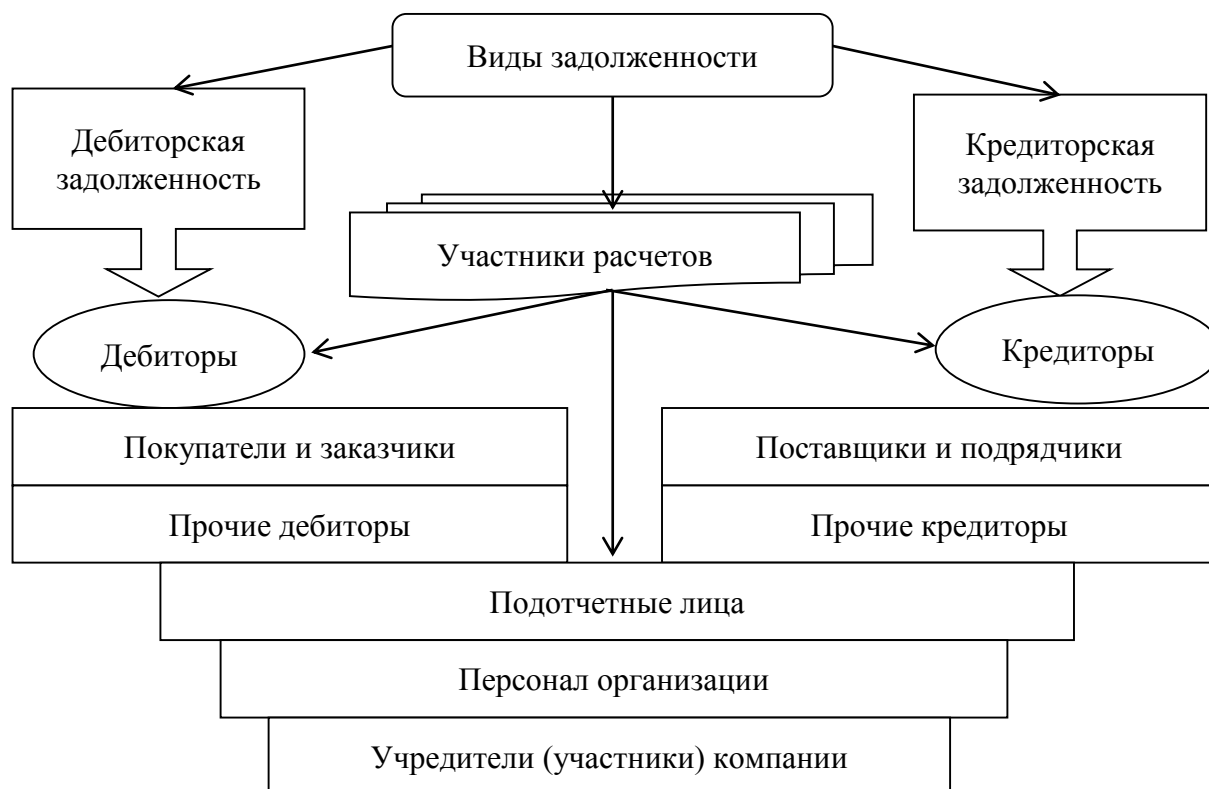 Виды задолженности
Дебиторская
задолженность
Кредиторская
задолженность
Участники расчетов
Дебиторы
Кредиторы
Покупатели и заказчики
Поставщики и подрядчики
Прочие дебиторы
Прочие кредиторы
Подотчетные лица
Персонал организации
Учредители (участники) компании